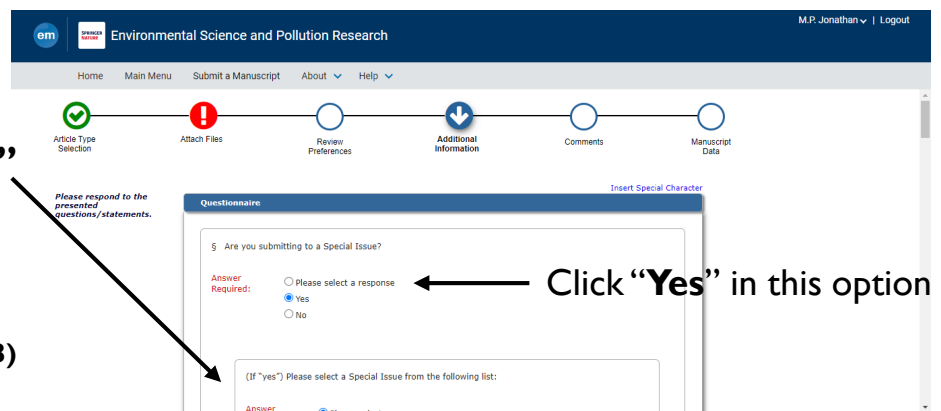 em
SPRINGER NATURE
Environmental Science and Pollution Research
M.P. Jonathan | Logout
Home Main Menu Submit a Manuscript About Help
Article Type Selection
Attach Files
Review Preferences
Additional Information
Comments
Manuscript Data
”
Insert Special Character
Please respond to the
presented
questions/statements.
Questionnaire
§ Are you submitting to a Special Issue?
Answer
Required:
Please select a response
Yes
No
Click “Yes” in this option
)
(If "yes") Please select a Special Issue from the following list:
Answer